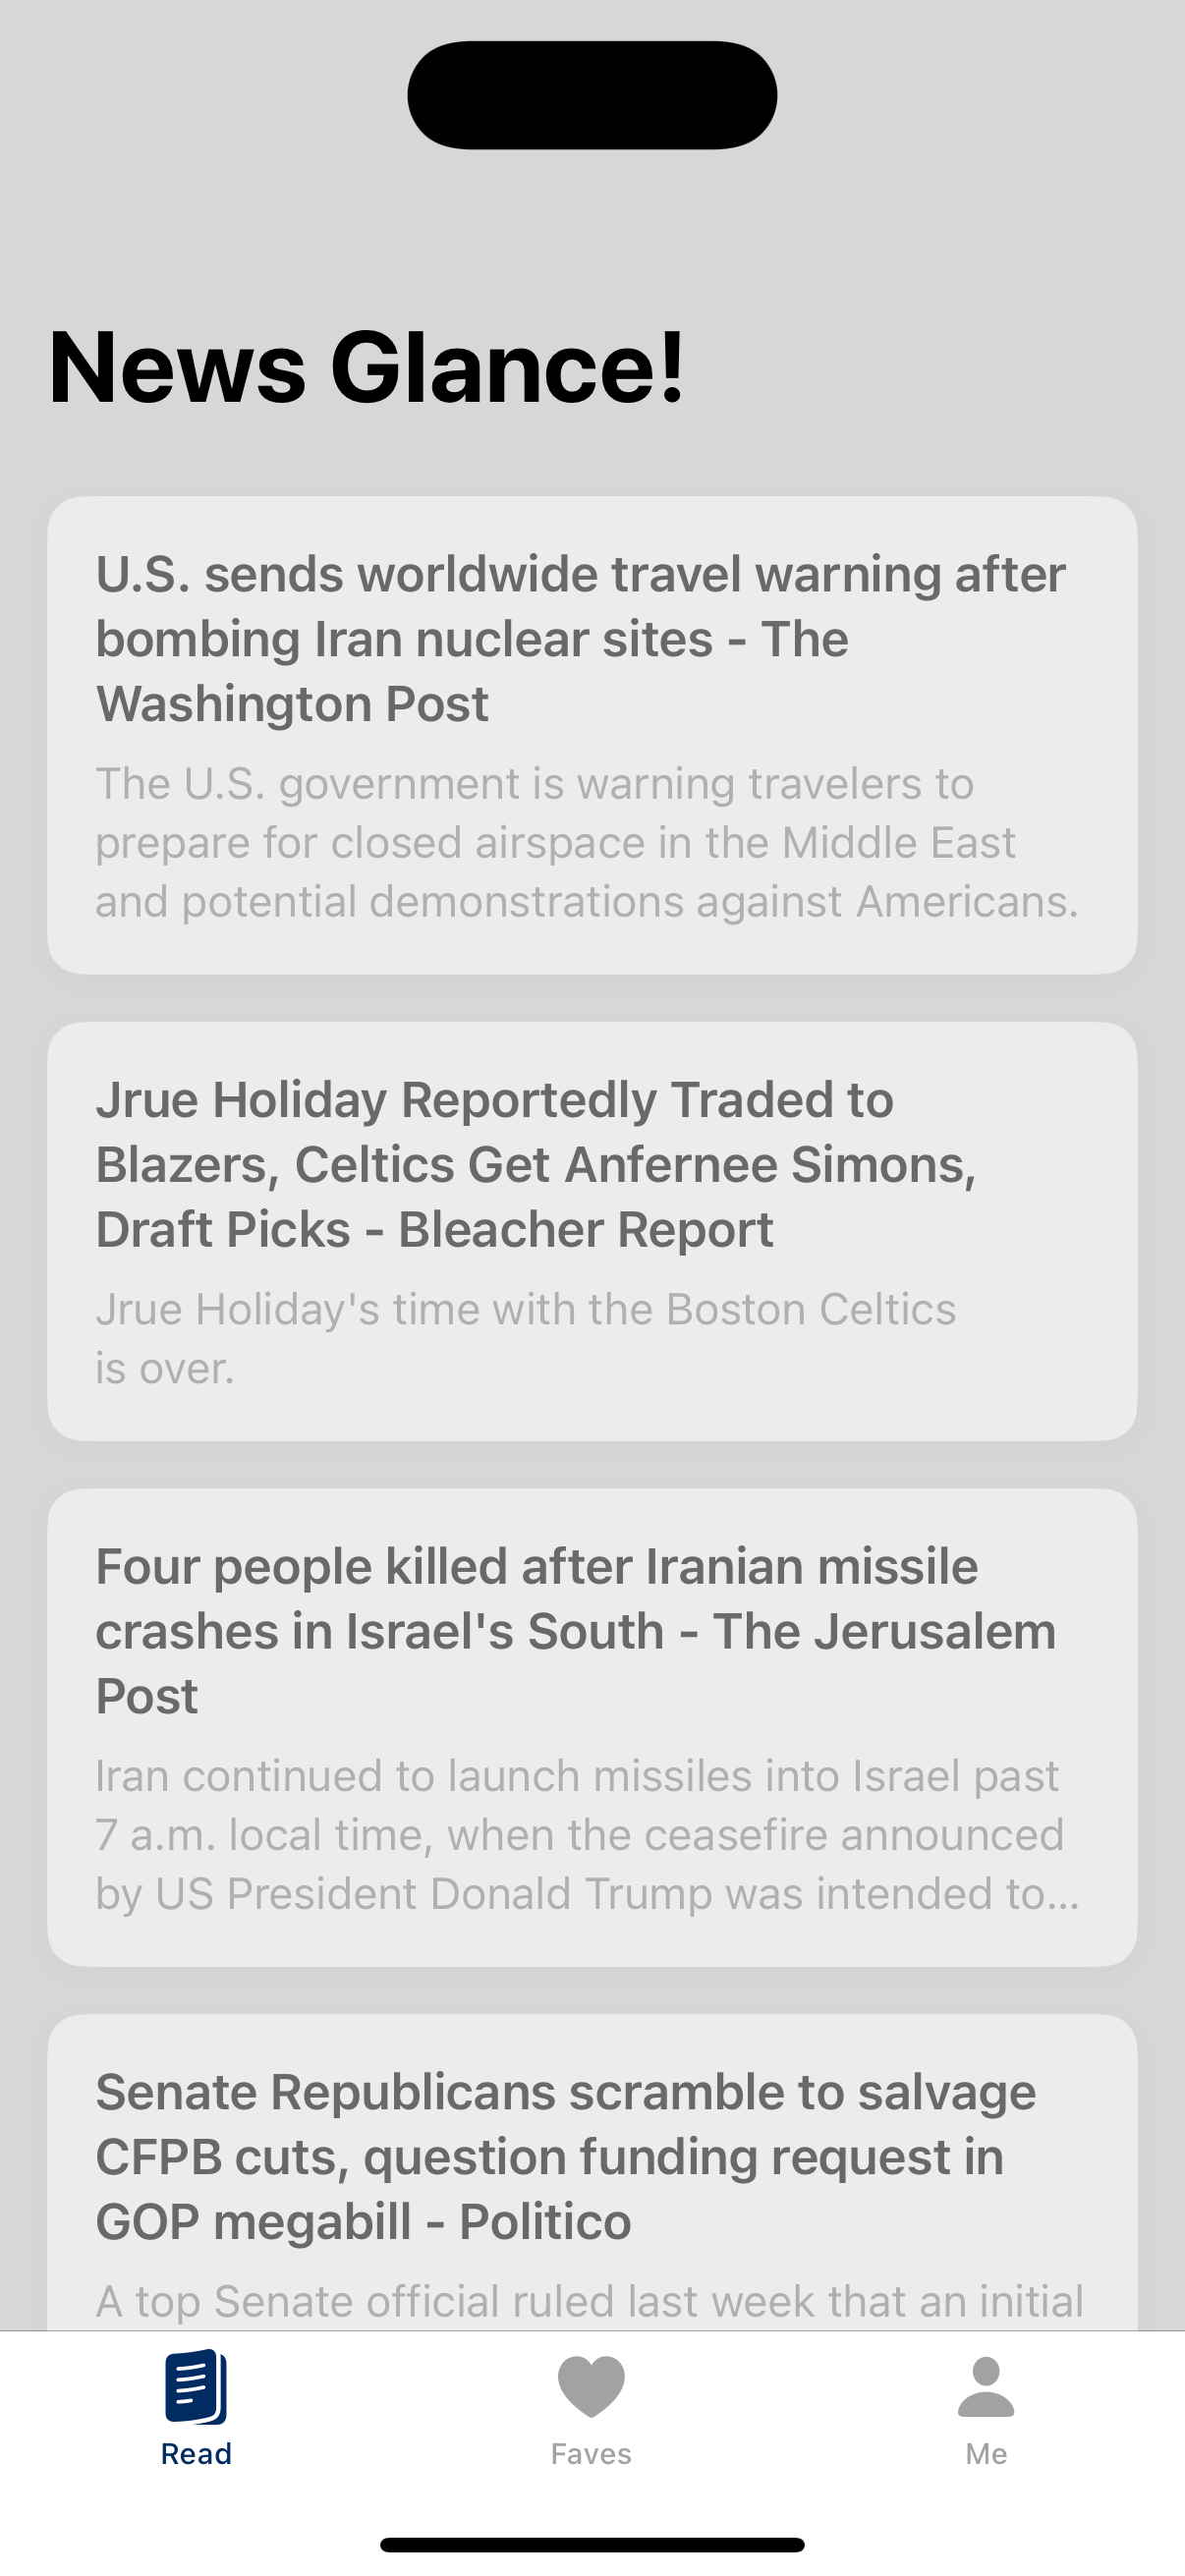 News Glance!
U.S. sends worldwide travel warning after
bombing Iran nuclear sites - The
Washington Post
The U.S. government is warning travelers to
prepare for closed airspace in the Middle East
and potential demonstrations against Americans.
Jrue Holiday Reportedly Traded to
Blazers, Celtics Get Anfernee Simons,
Draft Picks - Bleacher Report
Jrue Holiday's time with the Boston Celtics
is over.
Four people killed after Iranian missile
crashes in Israel's South - The Jerusalem
Post
Iran continued to launch missiles into Israel past
7 a.m. local time, when the ceasefire announced
by US President Donald Trump was intended to...
Senate Republicans scramble to salvage
CFPB cuts, question funding request in
GOP megabill - Politico
A top Senate official ruled last week that an initial
Read
Faves
Me